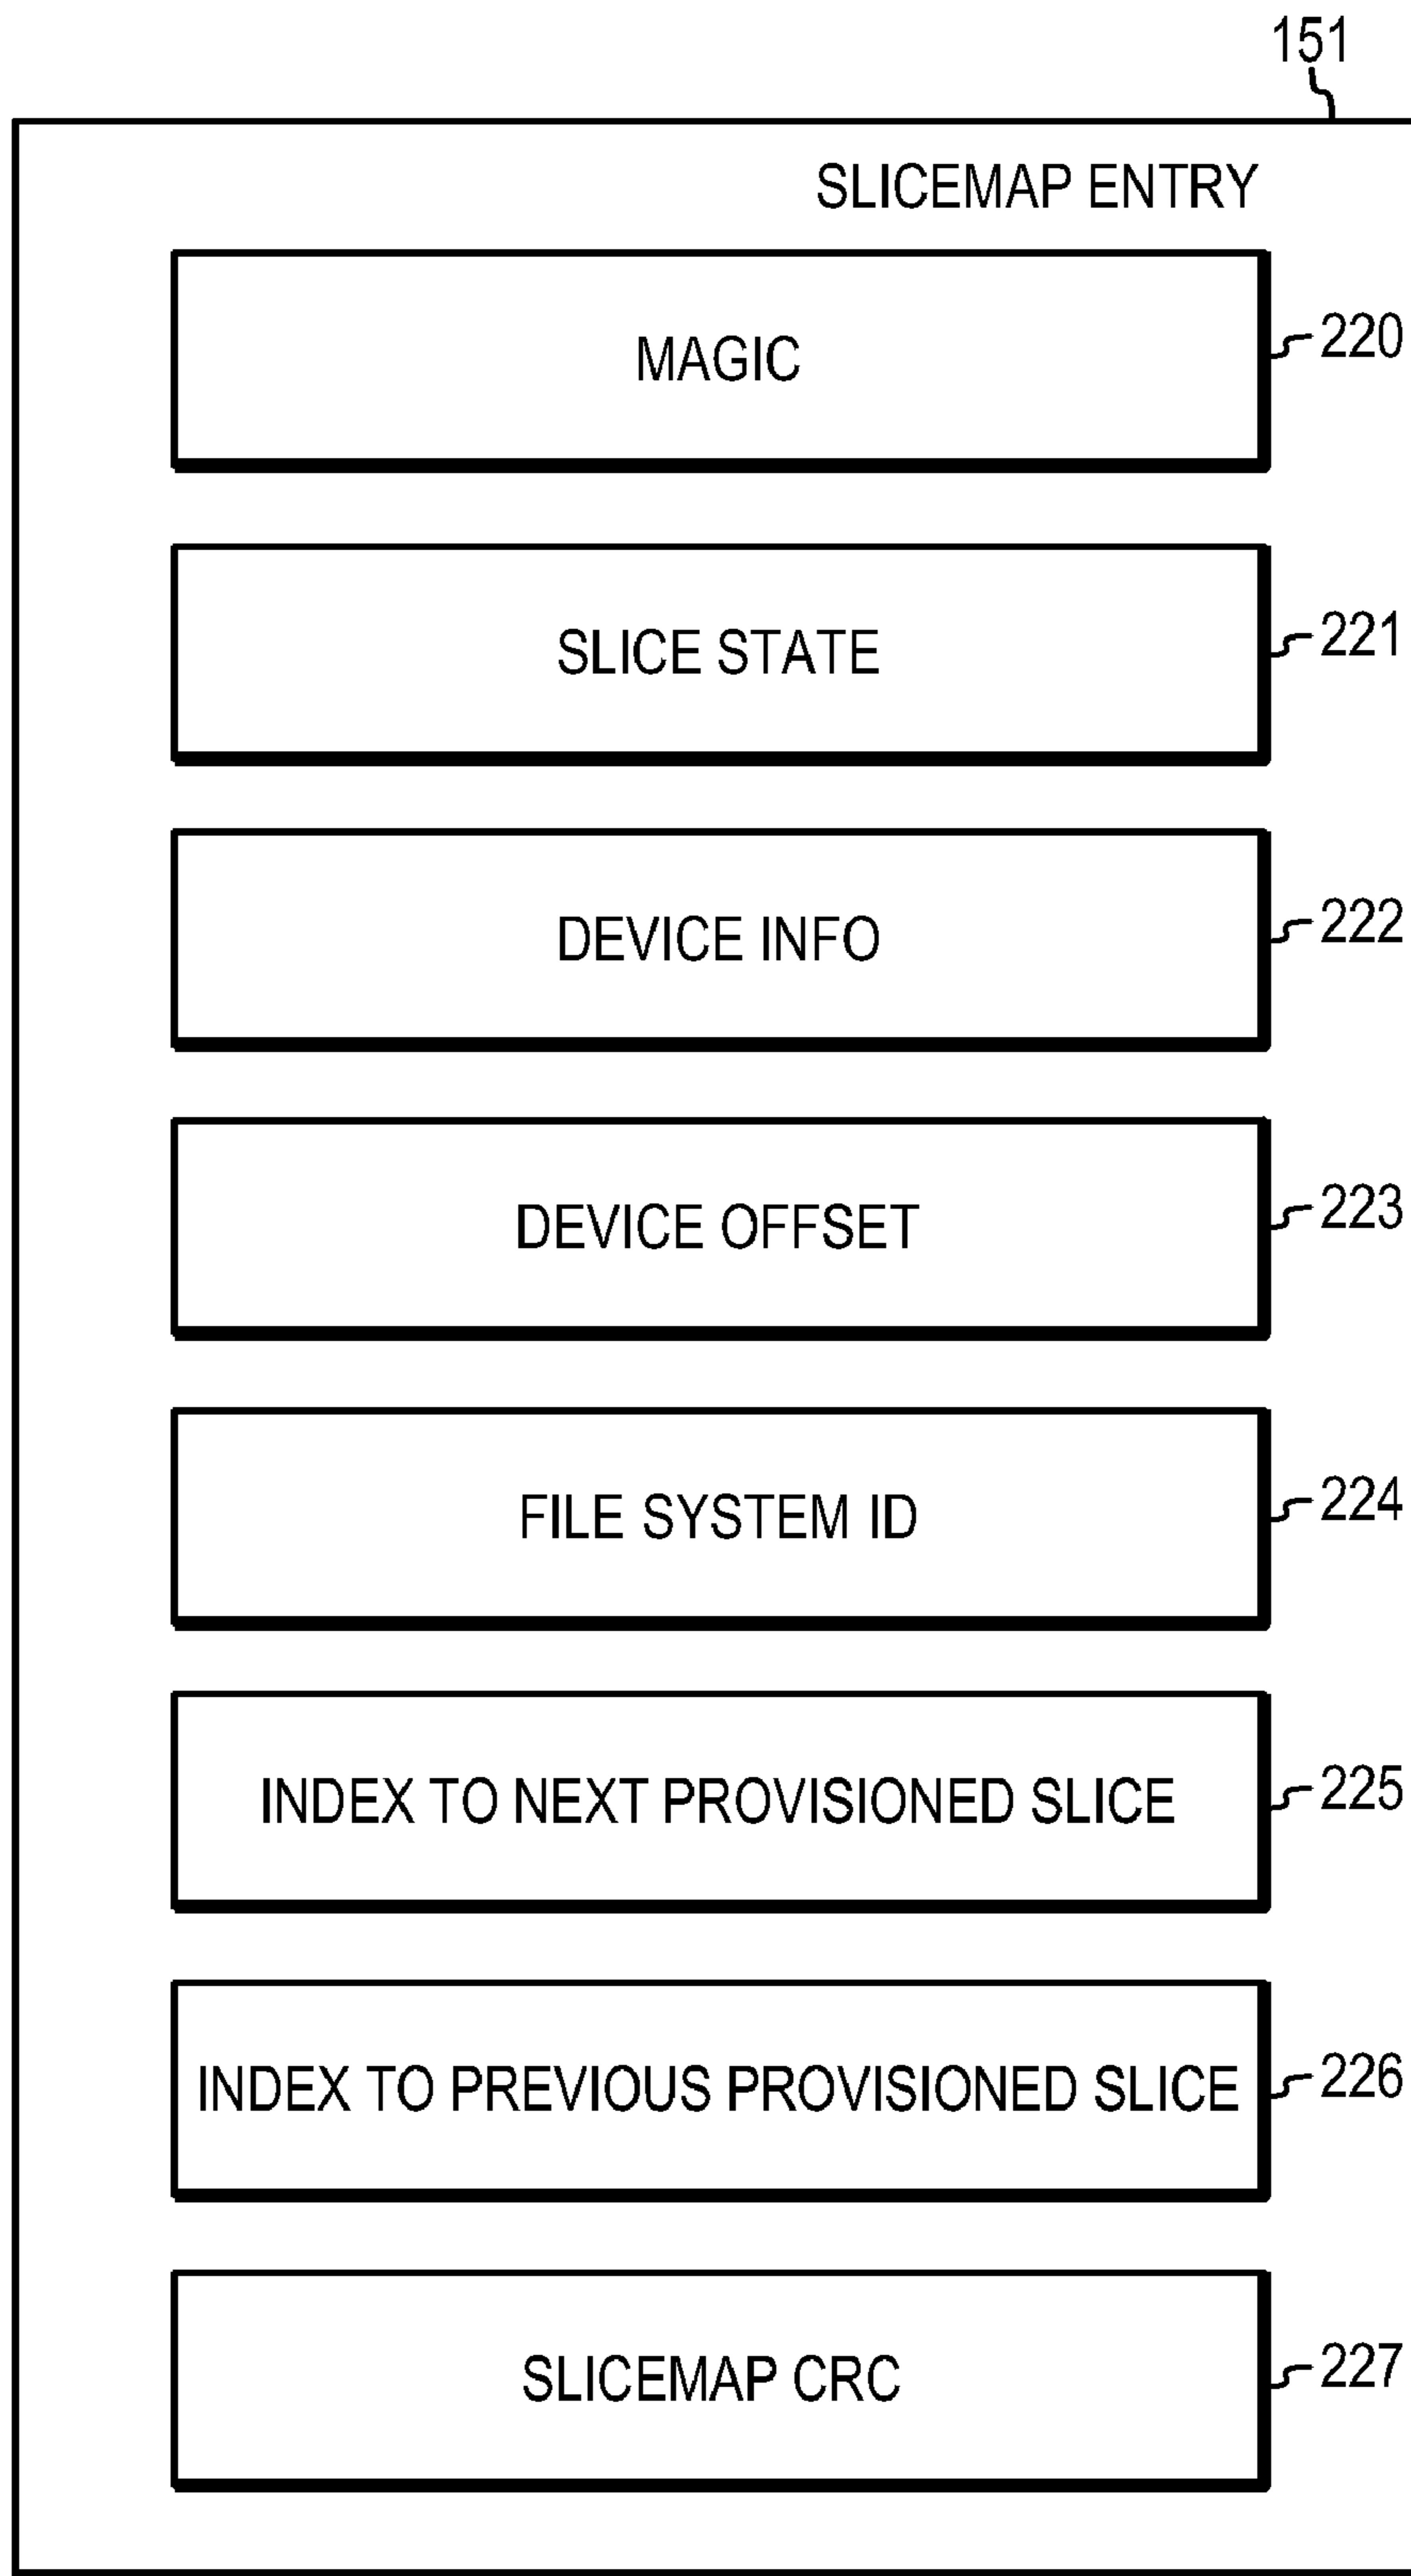 151
SLICEMAP ENTRY
MAGIC
220
SLICE STATE
221
DEVICE INFO
222
DEVICE OFFSET
223
FILE SYSTEM ID
224
INDEX TO NEXT PROVISIONED SLICE
225
INDEX TO PREVIOUS PROVISIONED SLICE
226
SLICEMAP CRC
227